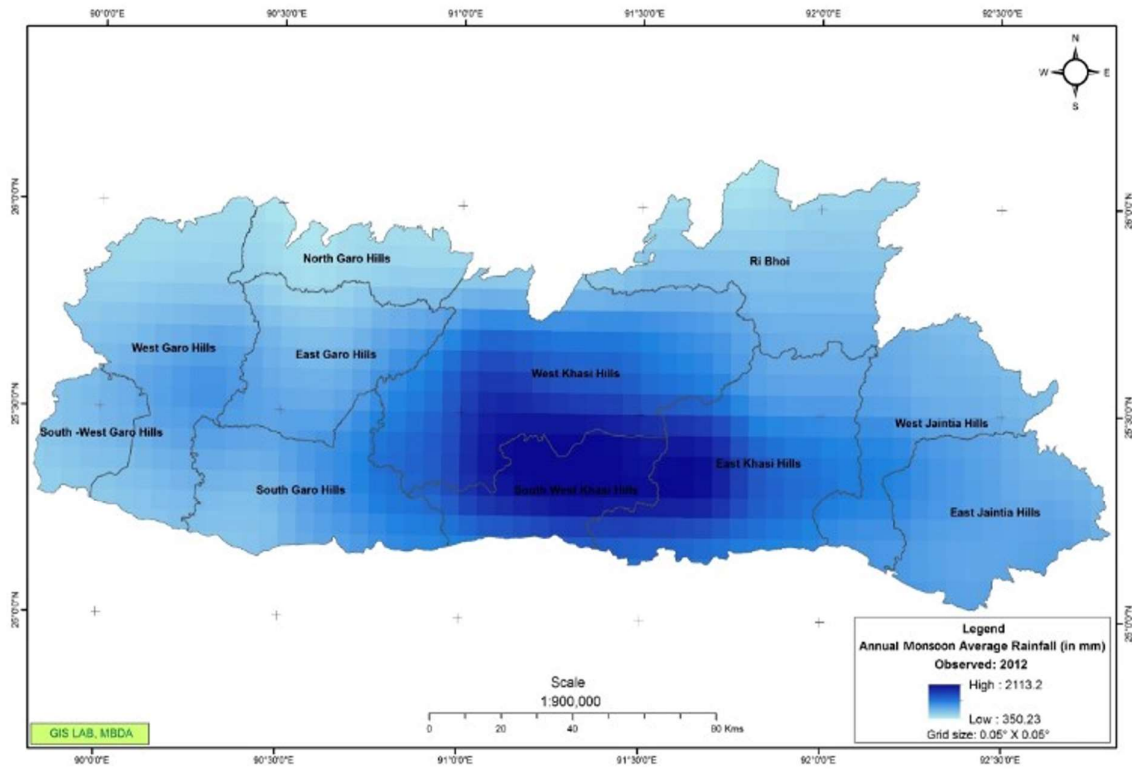 90°0'0"E 90°30'0"E 91°0'0"E 91°30'0"E 92°0'0"E 92°30'0"E
N
W E
S
26°0'0"N 26°0'0"N
North Garo Hills
Ri Bhoi
West Garo Hills
East Garo Hills
West Khasi Hills
25°30'0"N 25°30'0"N
South -West Garo Hills
West Jaintia Hills
East Khasi Hills
South Garo Hills
South West Khasi Hills
East Jaintia Hills
25°0'0"N 25°0'0"N
Legend
Annual Monsoon Average Rainfall (in mm)
Observed: 2012
High : 2113.2
Low : 350.23
Grid size: 0.05° X 0.05°
Scale
1:900,000
0 20 40 80 Kms
GIS LAB, MBDA
90°0'0"E 90°30'0"E 91°0'0"E 91°30'0"E 92°0'0"E 92°30'0"E